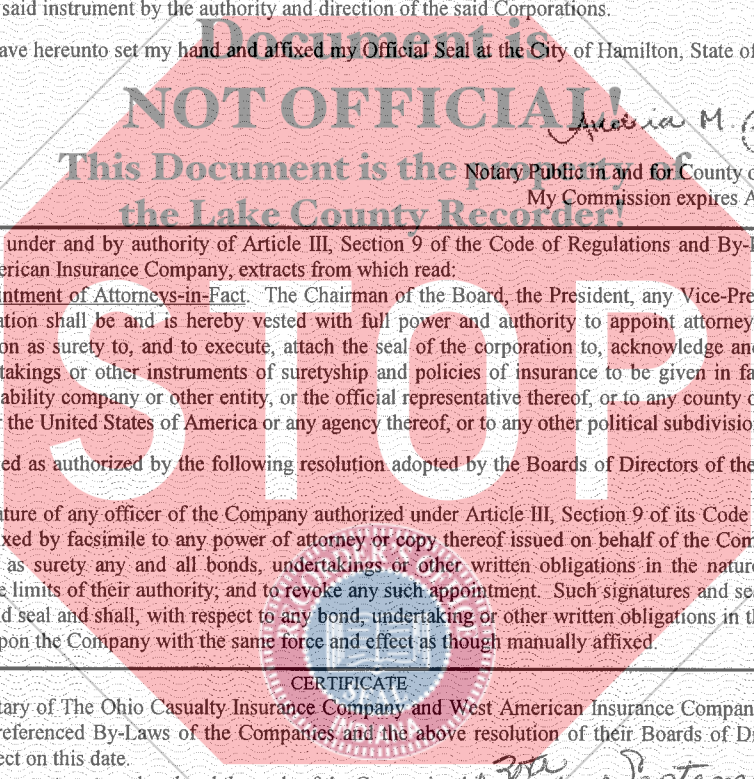 said instrument by the authority and direction of the said Corporations.
Document is
ave hereunto set my hand and affixed my Official Seal at the City of Hamilton, State of
NOT OFFICIAL!
M.
This Document is the property of
Notary Public in and for County o
My Commission expires A
the Lake County Recorder!
under and by authority of Article III, Section 9 of the Code of Regulations and By-L
erican Insurance Company, extracts from which read:
intment of Attorneys-in-Fact. The Chairman of the Board, the President, any Vice-Pre
ation shall be and is hereby vested with full power and authority to appoint attorney
on as surety to, and to execute, attach the seal of the corporation to, acknowledge an
takings or other instruments of suretyship and policies of insurance to be given in fa
ability company or other entity, or the official representative thereof, or to any county o
the United States of America or any agency thereof, or to any other political subdivisio
STOP
ed as authorized by the following resolution adopted by the Boards of Directors of the
ature of any officer of the Company authorized under Article III, Section 9 of its Code
xed by facsimile to any power of attorney or copy thereof issued on behalf of the Com
as surety any and all bonds, undertakings or other written obligations in the nature
e limits of their authority; and to revoke any such appointment. Such signatures and se
d seal and shall, with respect to any bond, undertaking or other written obligations in th
upon the Company with the same force and effect as though manually affixed.
RECORDER'S OFFICE
SEAL
INDIANA
CERTIFICATE
tary of The Ohio Casualty Insurance Company and West American Insurance Compan
referenced By-Laws of the Companies and the above resolution of their Boards of Di
ect on this date.
30th